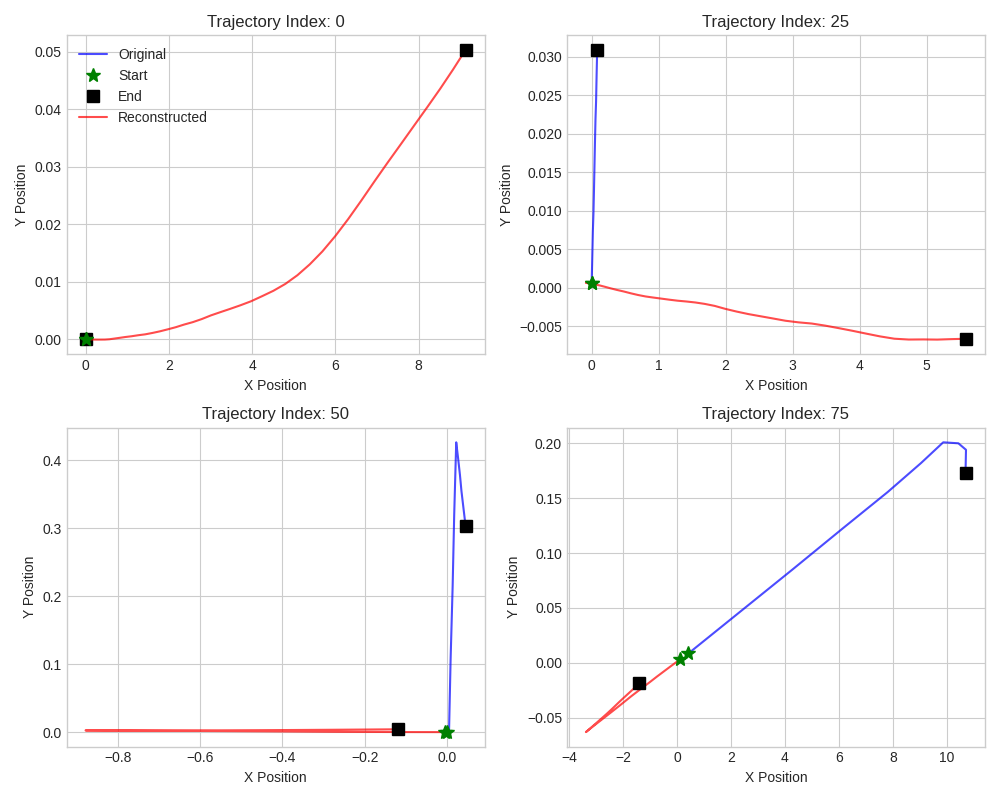 Trajectory Index: 0
0.05
0.04
0.03
0.02
0.01
0.00
Y Position
Original
Start
End
Reconstructed
0 2 4 6 8
X Position
Trajectory Index: 25
0.030
0.025
0.020
0.015
0.010
0.005
0.000
−0.005
Y Position
0 1 2 3 4 5
X Position
Trajectory Index: 50
0.4
0.3
0.2
0.1
0.0
Y Position
−0.8 −0.6 −0.4 −0.2 0.0
X Position
Trajectory Index: 75
0.20
0.15
0.10
0.05
0.00
−0.05
Y Position
−4 −2 0 2 4 6 8 10
X Position